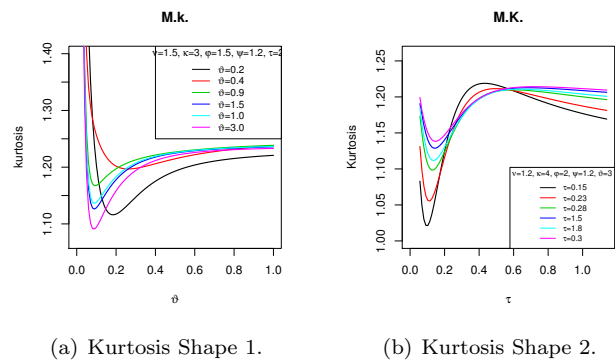 M.k.
kurtosis
1.10
1.20
1.30
1.40
0.0
0.2
0.4
0.6
0.8
1.0
ϑ
ν=1.5, κ=3, φ=1.5, ψ=1.2, τ=2
ϑ=0.2
ϑ=0.4
ϑ=0.9
ϑ=1.5
ϑ=1.0
ϑ=3.0
(a) Kurtosis Shape 1.
M.K.
Kurtosis
1.00
1.05
1.10
1.15
1.20
1.25
0.0
0.2
0.4
0.6
0.8
1.0
τ
ν=1.2, κ=4, φ=2, ψ=1.2, ϑ=3
τ=0.15
τ=0.23
τ=0.28
τ=1.5
τ=1.8
τ=0.3
(b) Kurtosis Shape 2.